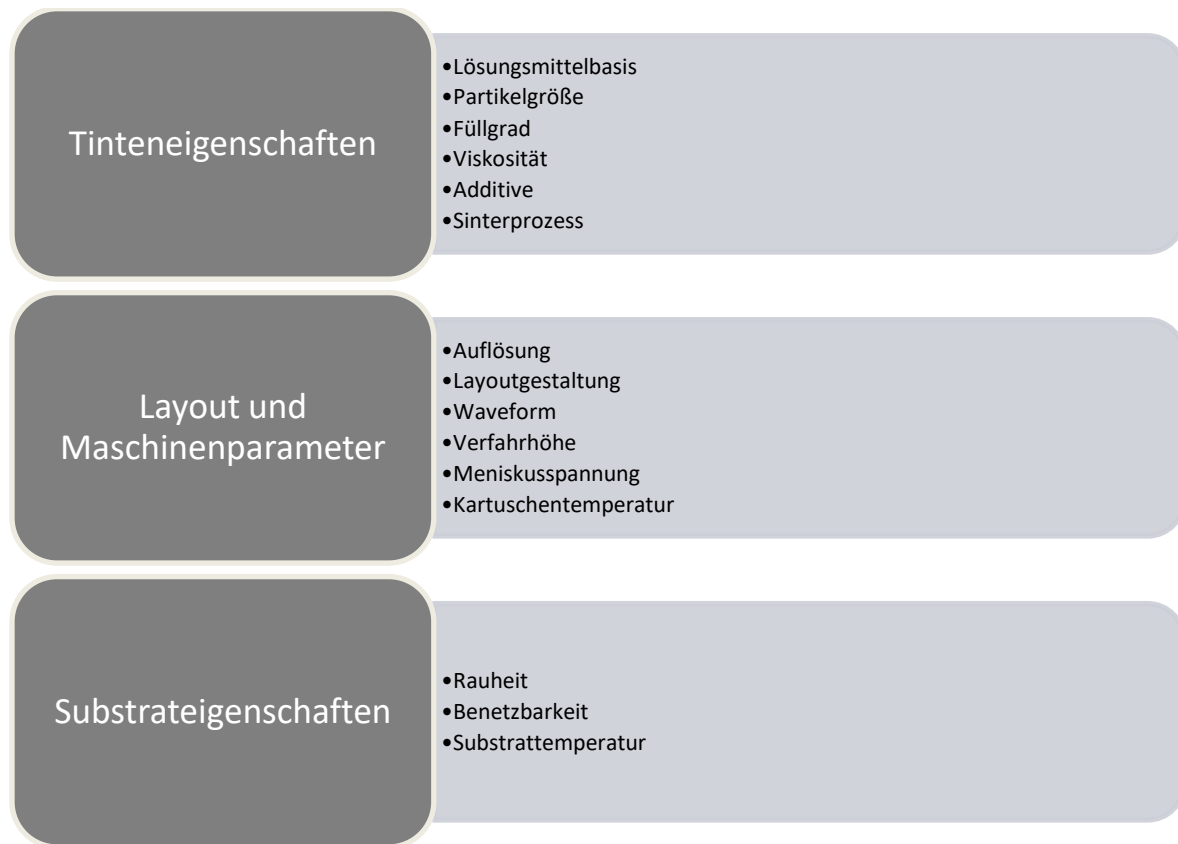 Tinteneigenschaften
•Lösungsmittelbasis
•Partikelgröße
•Füllgrad
•Viskosität
•Additive
•Sinterprozess
Layout und
Maschinenparameter
•Auflösung
•Layoutgestaltung
•Waveform
•Verfahrhöhe
•Meniskusspannung
•Kartuschentemperatur
Substrateigenschaften
•Rauheit
•Benetzbarkeit
•Substrattemperatur